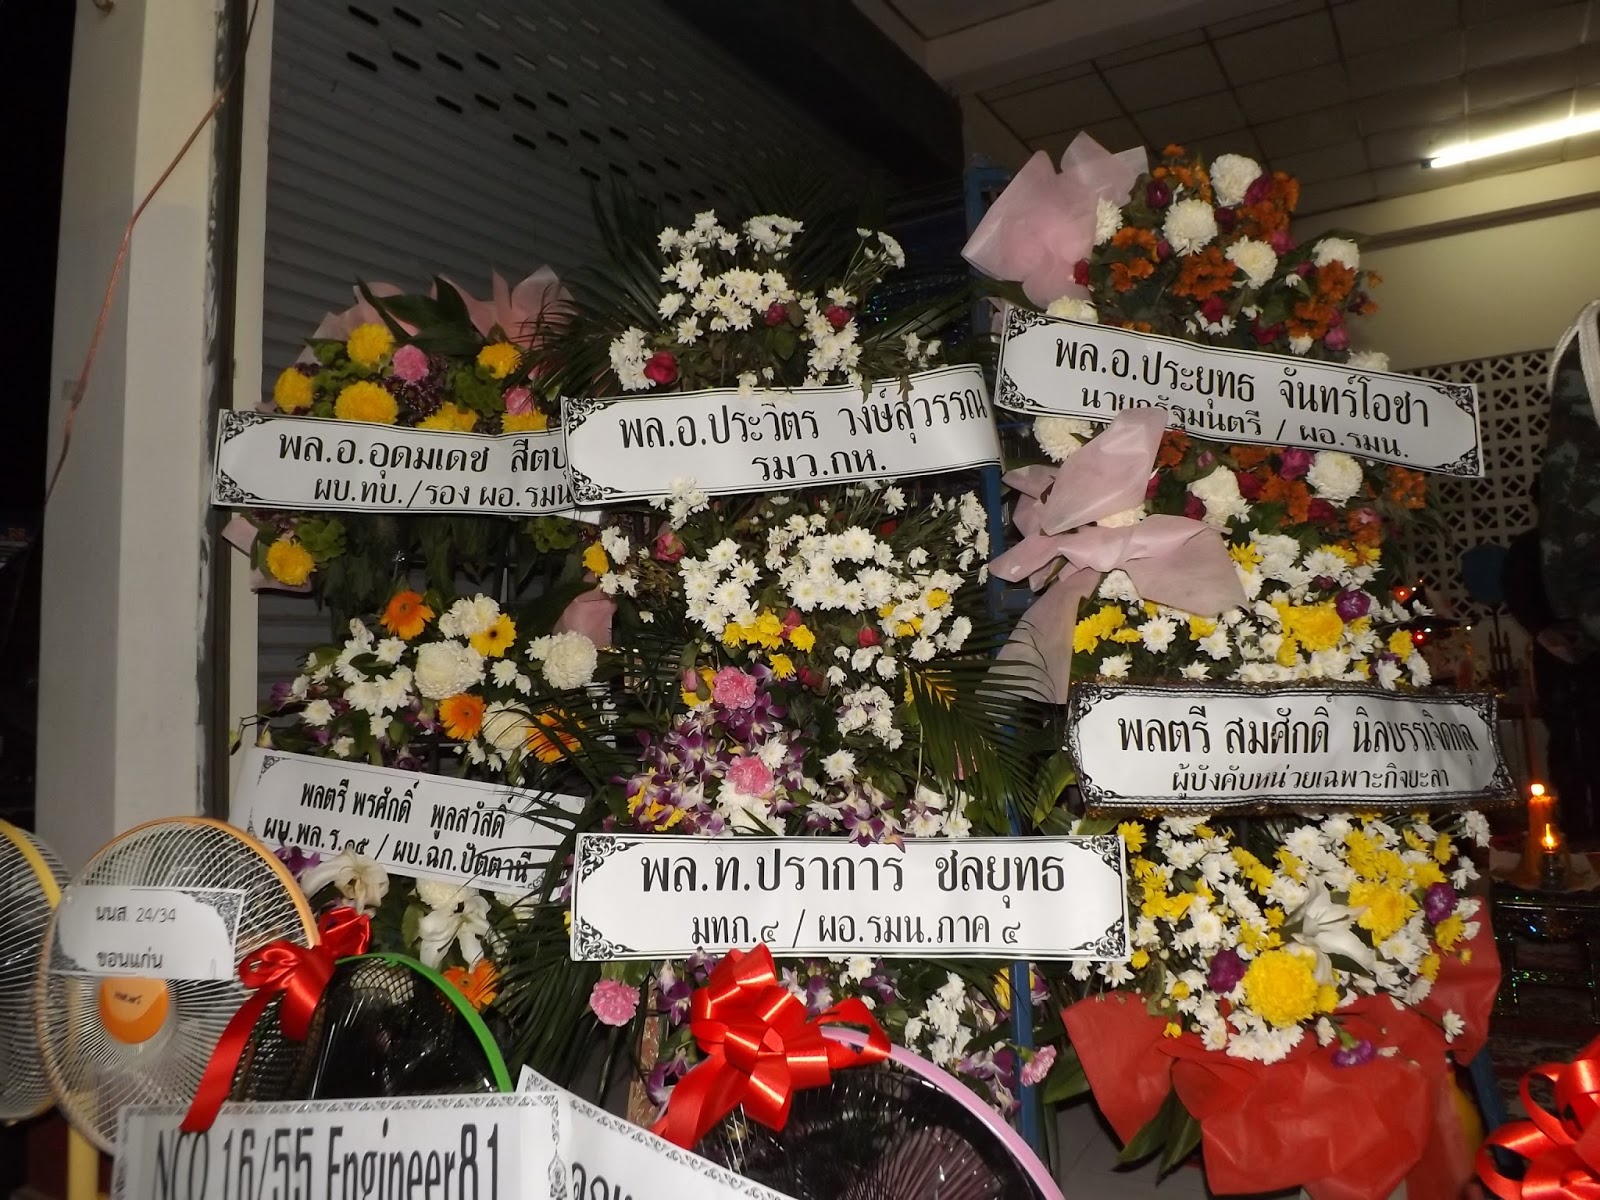 พล.อ.ประยุทธ จันทร์โอชา
นายกรัฐมนตรี / ผอ.รมน.
พล.อ.ประวิตร วงษ์สุวรรณ
รมว.กห.
พล.อ.อุดมเดช
ผบ.ทบ./รอง ผอ.รมน
พลตรี สมศักดิ์ นิลบรรเจิดกุล
ผู้บังคับหน่วยเฉพาะกิจยะลา
พลตรี พรศักดิ์ พูลสวัสดิ์
ผบ.พล.ร.๑๕ / ผบ.ฉก.ปัตตานี
พล.ท.ปราการ ชลยุทธ
มทภ.๔ / ผอ.รมน.ภาค ๔
นนส. 24/34
ขอนแก่น
NCO 16/55 Engineer81